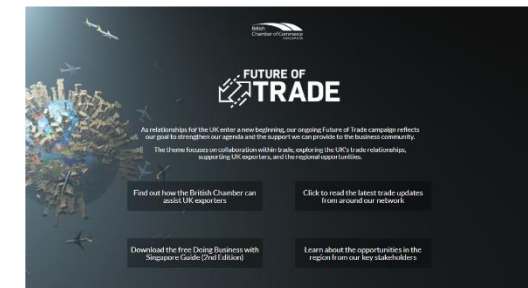 British
Chamber of Commerce
FUTURE OF
TRADE
As relationships for the UK enter a new beginning, our ongoing Future of Trade campaign reflects
our goal to strengthen our agenda and the support we can provide to the business community.
The theme focuses on collaboration within trade, exploring the UK's trade relationships,
supporting UK exporters, and the regional opportunities.
Find out how the British Chamber can
assist UK exporters
Click to read the latest trade updates
from around our network
Download the free Doing Business with
Singapore Guide (2nd Edition)
Learn about the opportunities in the
region from our key stakeholders